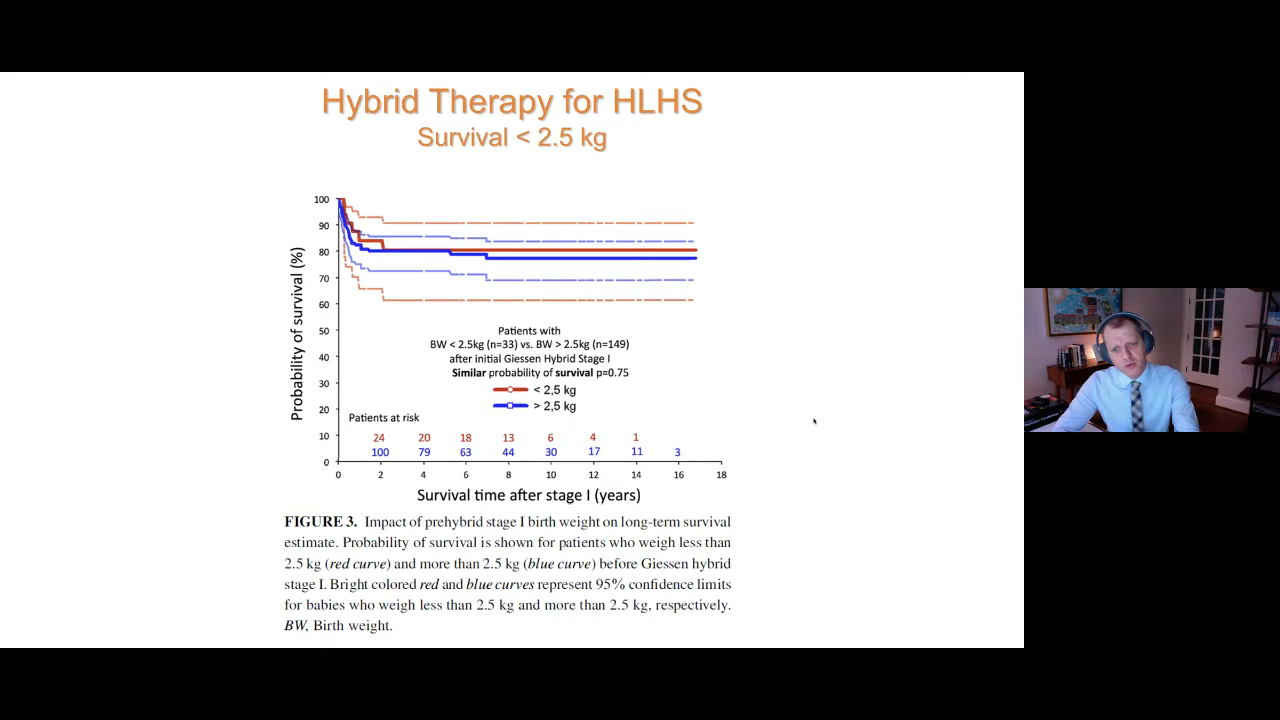 Hybrid Therapy for HLHS
Survival < 2.5 kg
Probability of survival (%)
100
90
80
70
60
50
40
30
20
10
0
Patients with
BW < 2.5kg (n=33) vs. BW > 2.5kg (n=149)
after initial Giessen Hybrid Stage I
Similar probability of survival p=0.75
< 2,5 kg
> 2,5 kg
Patients at risk
24 20 18 13 6 4 1
100 79 63 44 30 17 11 3
0 2 4 6 8 10 12 14 16 18
Survival time after stage I (years)
FIGURE 3. Impact of prehybrid stage I birth weight on long-term survival
estimate. Probability of survival is shown for patients who weigh less than
2.5 kg (red curve) and more than 2.5 kg (blue curve) before Giessen hybrid
stage I. Bright colored red and blue curves represent 95% confidence limits
for babies who weigh less than 2.5 kg and more than 2.5 kg, respectively.
BW, Birth weight.